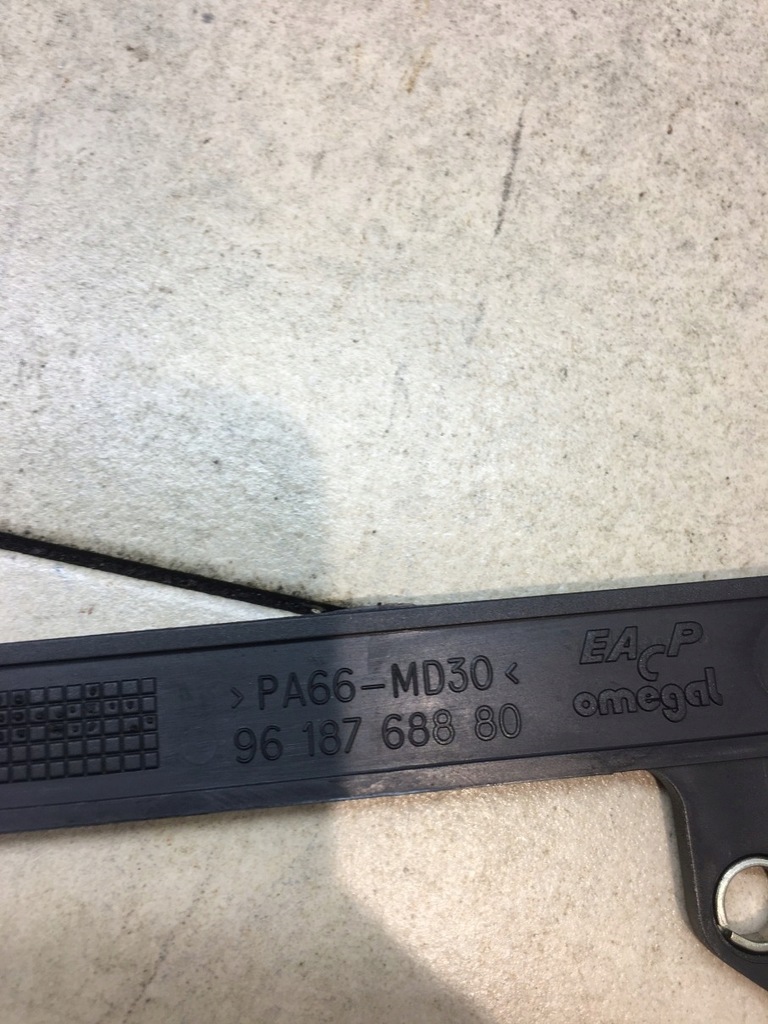 >PA66-MD30<
96 187 688 80
EACP
omegal